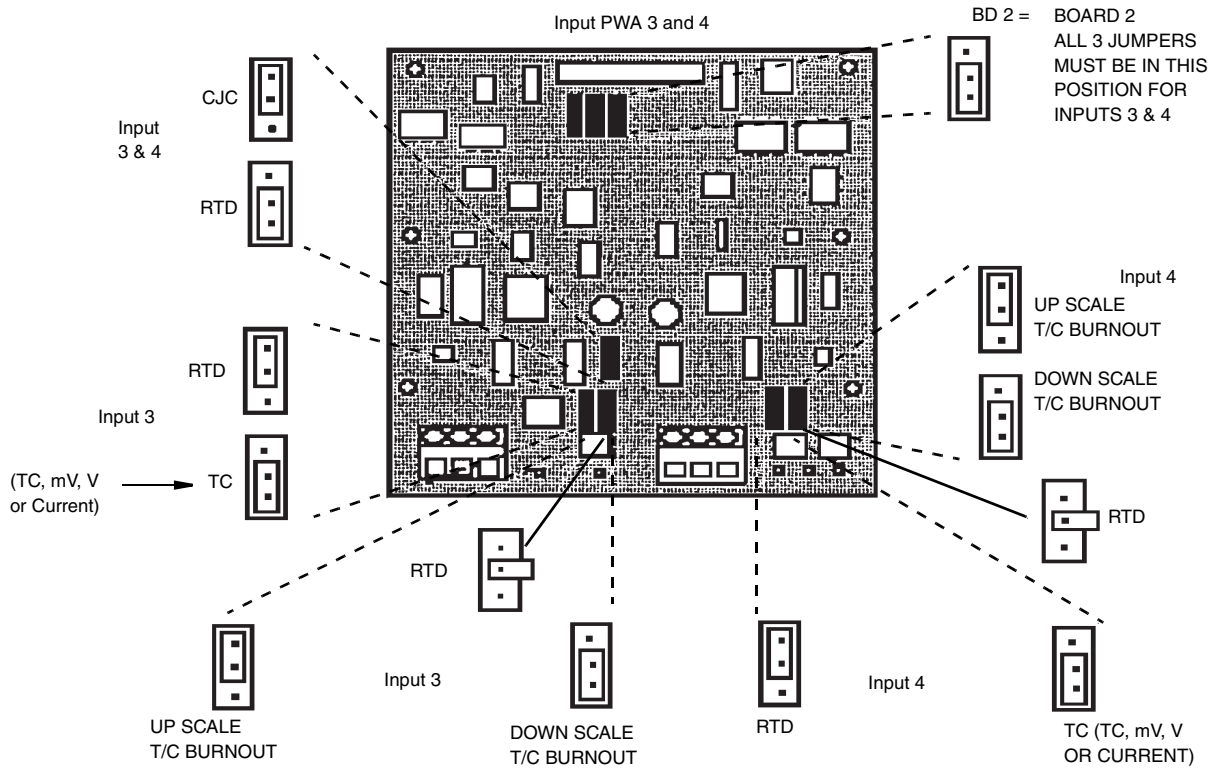 Input PWA 3 and 4
BD 2 = BOARD 2
ALL 3 JUMPERS
MUST BE IN THIS
POSITION FOR
INPUTS 3 & 4
CJC
Input
3 & 4
RTD
Input 4
UP SCALE
T/C BURNOUT
DOWN SCALE
T/C BURNOUT
RTD
Input 3
TC
(TC, mV, V
or Current)
RTD
RTD
Input 3
Input 4
UP SCALE
T/C BURNOUT
DOWN SCALE
T/C BURNOUT
RTD
TC (TC, mV, V
OR CURRENT)